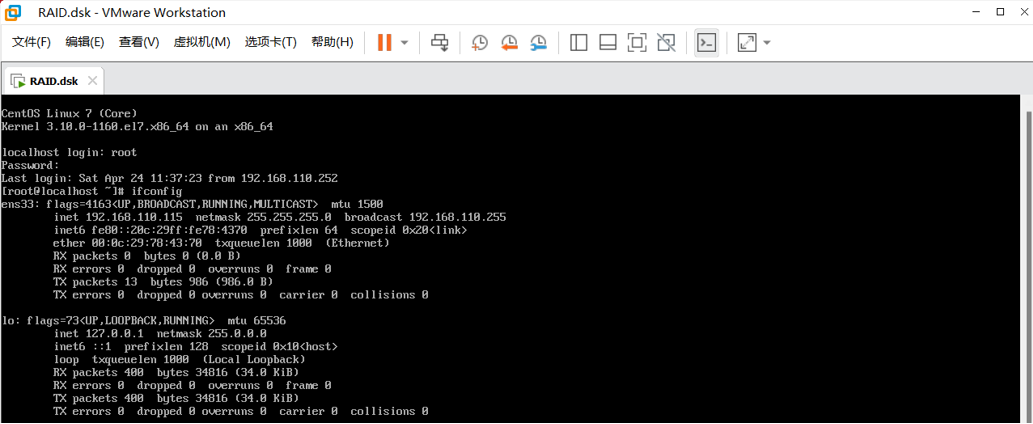 RAID.dsk - VMware Workstation
文件(F) 编辑(E) 查看(V) 虚拟机(M) 选项卡(T) 帮助(H)
RAID.dsk
CentOS Linux 7 (Core)
Kernel 3.10.0-1160.el7.x86_64 on an x86_64
localhost login: root
Password:
Last login: Sat Apr 24 11:37:23 from 192.168.110.252
[root@localhost ~]# ifconfig
ens33: flags=4163<UP,BROADCAST,RUNNING,MULTICAST>  mtu 1500
        inet 192.168.110.115  netmask 255.255.255.0  broadcast 192.168.110.255
        inet6 fe80::20c:29ff:fe78:4370  prefixlen 64  scopeid 0x20<link>
        ether 00:0c:29:78:43:70  txqueuelen 1000  (Ethernet)
        RX packets 0  bytes 0 (0.0 B)
        RX errors 0  dropped 0  overruns 0  frame 0
        TX packets 13  bytes 986 (986.0 B)
        TX errors 0  dropped 0 overruns 0  carrier 0  collisions 0
lo: flags=73<UP,LOOPBACK,RUNNING>  mtu 65536
        inet 127.0.0.1  netmask 255.0.0.0
        inet6 ::1  prefixlen 128  scopeid 0x10<host>
        loop  txqueuelen 1000  (Local Loopback)
        RX packets 400  bytes 34816 (34.0 KiB)
        RX errors 0  dropped 0  overruns 0  frame 0
        TX packets 400  bytes 34816 (34.0 KiB)
        TX errors 0  dropped 0 overruns 0  carrier 0  collisions 0